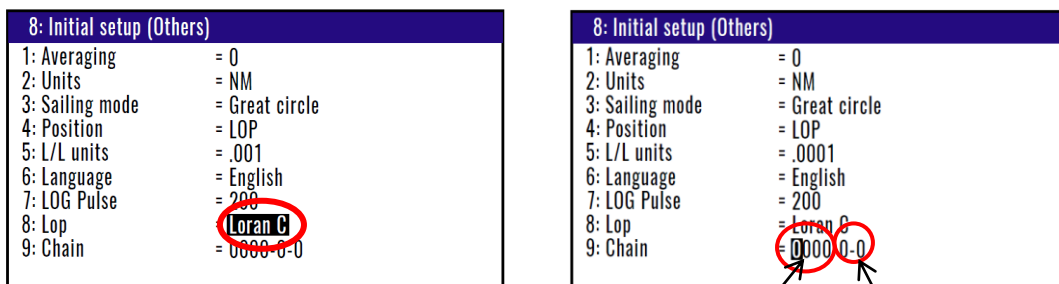 8: Initial setup (Others)
1: Averaging = 0
2: Units = NM
3: Sailing mode = Great circle
4: Position = LOP
5: L/L units = .001
6: Language = English
7: LOG Pulse = 200
8: Lop = Loran C
9: Chain = 0000-0-0
8: Initial setup (Others)
1: Averaging = 0
2: Units = NM
3: Sailing mode = Great circle
4: Position = LOP
5: L/L units = .0001
6: Language = English
7: LOG Pulse = 200
8: Lop = Loran C
9: Chain = 0000-0-0